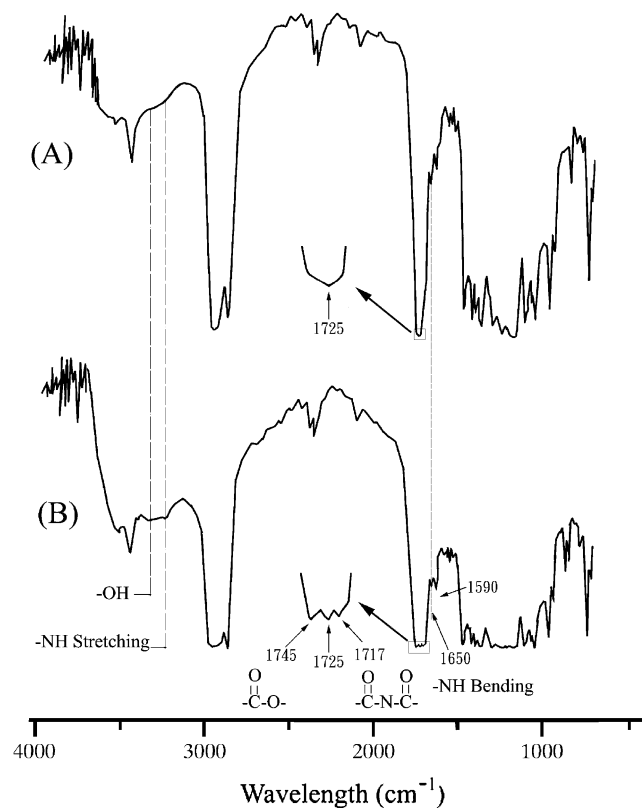 (A)
1725
(B)
-OH
1590
-NH Stretching
1745
1725
1717
1650
O O O
-C-O- -C-N-C-
-NH Bending
4000 3000 2000 1000
Wavelength (cm⁻¹)